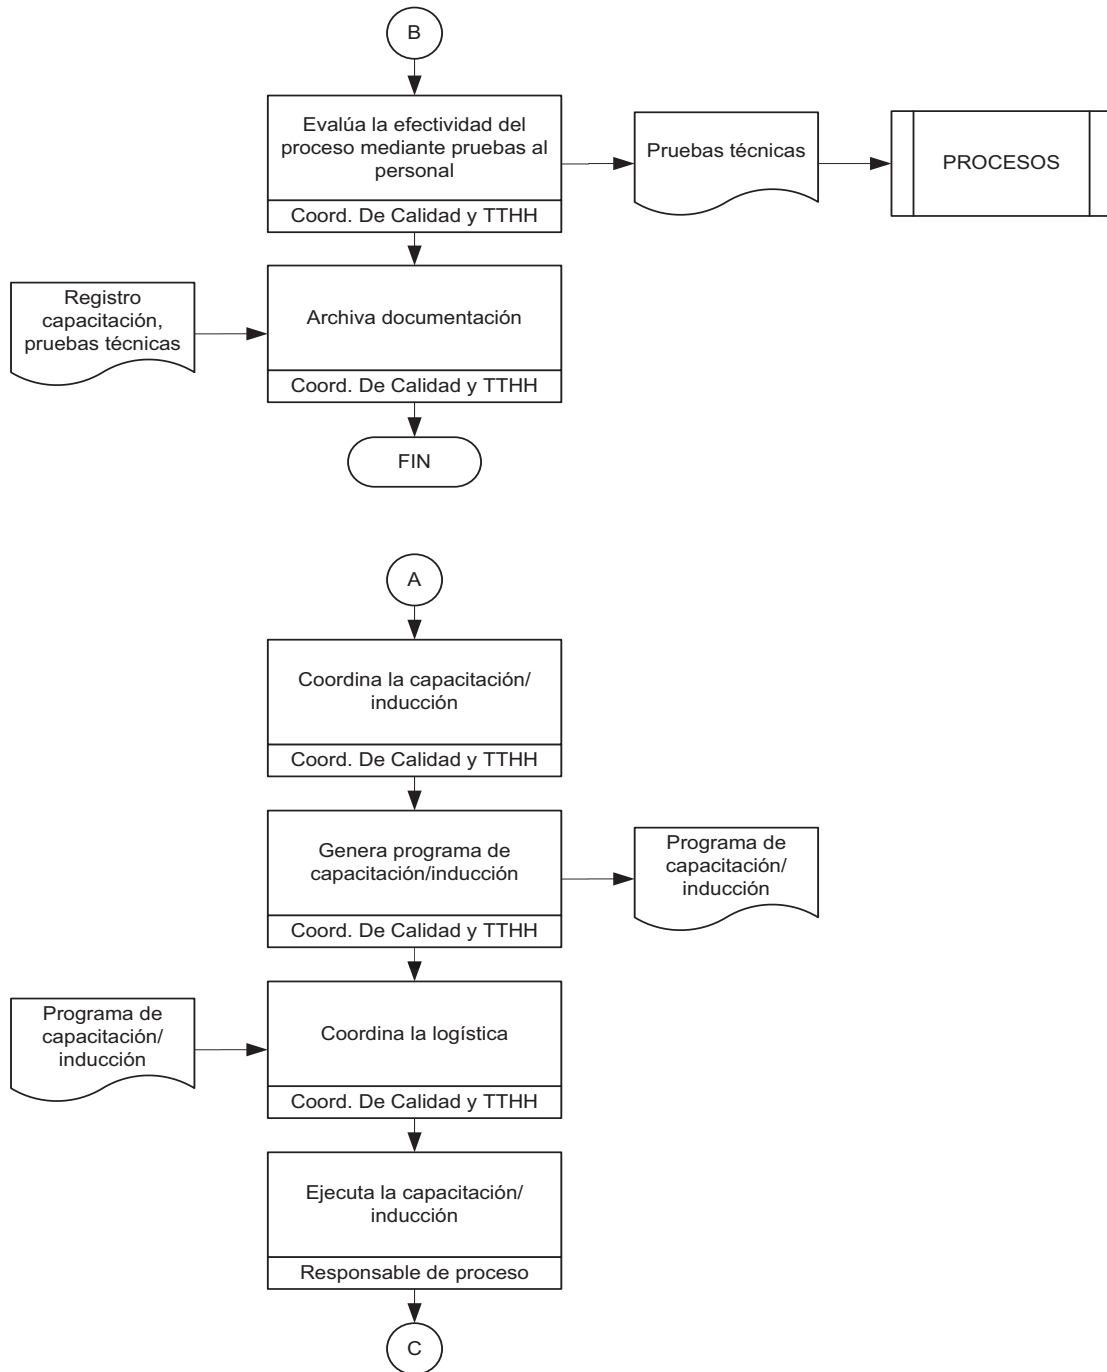 B
Evalúa la efectividad del
proceso mediante pruebas al
personal
Coord. De Calidad y TTHH
Pruebas técnicas
PROCESOS
Registro
capacitación,
pruebas técnicas
Archiva documentación
Coord. De Calidad y TTHH
FIN
A
Coordina la capacitación/
inducción
Coord. De Calidad y TTHH
Genera programa de
capacitación/inducción
Coord. De Calidad y TTHH
Programa de
capacitación/
inducción
Programa de
capacitación/
inducción
Coordina la logística
Coord. De Calidad y TTHH
Ejecuta la capacitación/
inducción
Responsable de proceso
C